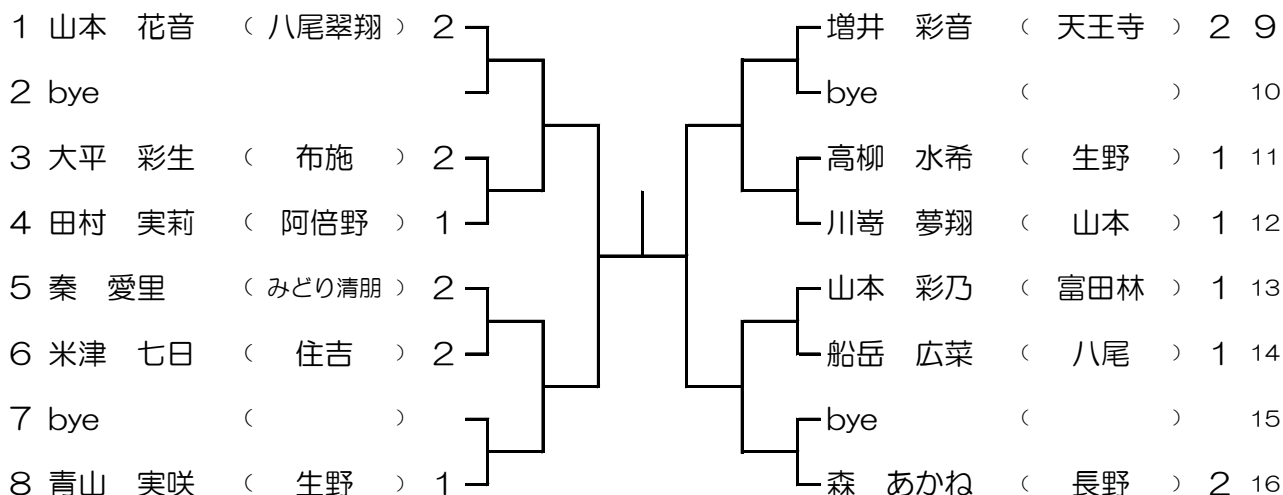 1 山本 花音 （ 八尾翠翔 ） 2
2 bye
3 大平 彩生 （ 布施 ） 2
4 田村 実莉 （ 阿倍野 ） 1
5 秦 愛里 （ みどり清朋 ） 2
6 米津 七日 （ 住吉 ） 2
7 bye （ ）
8 青山 実咲 （ 生野 ） 1
増井 彩音 （ 天王寺 ） 2 9
bye （ ） 10
高柳 水希 （ 生野 ） 1 11
川嵜 夢翔 （ 山本 ） 1 12
山本 彩乃 （ 富田林 ） 1 13
船岳 広菜 （ 八尾 ） 1 14
bye （ ） 15
森 あかね （ 長野 ） 2 16